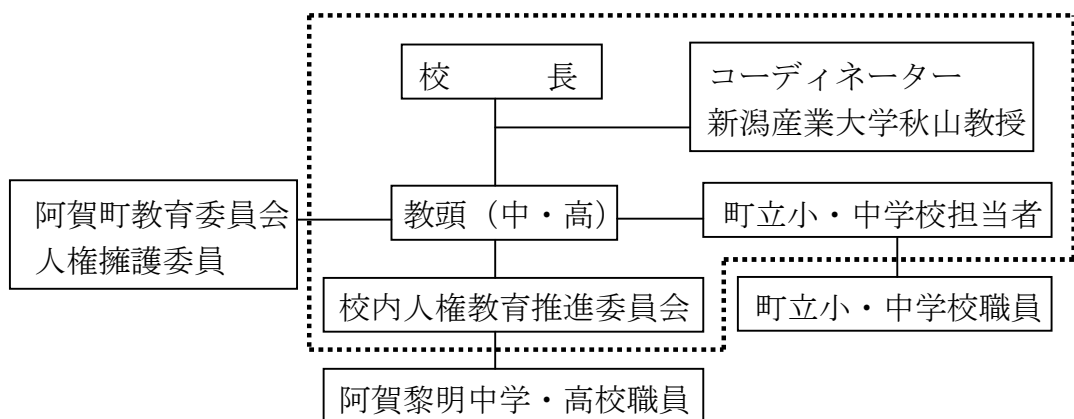 校　　　長
コーディネーター
新潟産業大学秋山教授
阿賀町教育委員会
人権擁護委員
教頭（中・高）
町立小・中学校担当者
校内人権教育推進委員会
町立小・中学校職員
阿賀黎明中学・高校職員